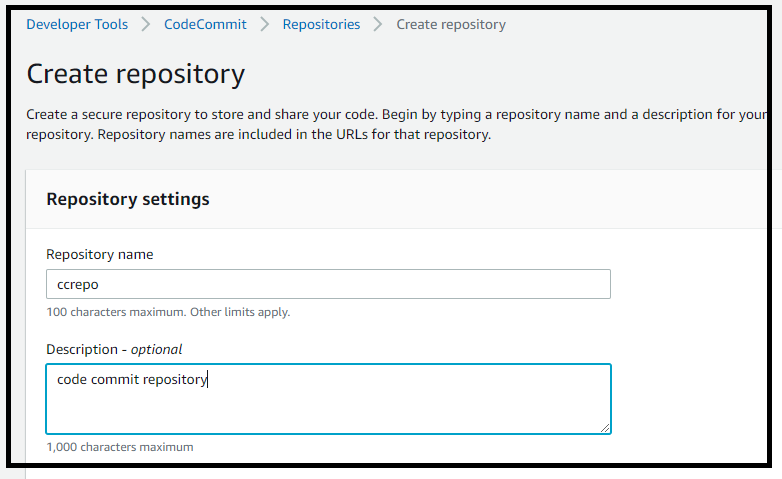 Developer Tools > CodeCommit > Repositories > Create repository
Create repository
Create a secure repository to store and share your code. Begin by typing a repository name and a description for your
repository. Repository names are included in the URLs for that repository.
Repository settings
Repository name
ccrepo
100 characters maximum. Other limits apply.
Description - optional
code commit repository
1,000 characters maximum